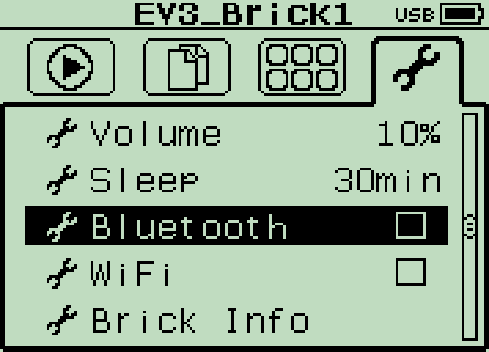 EV3_Brick1 USB
Volume 10%
Sleep 30min
Bluetooth
WiFi
Brick Info